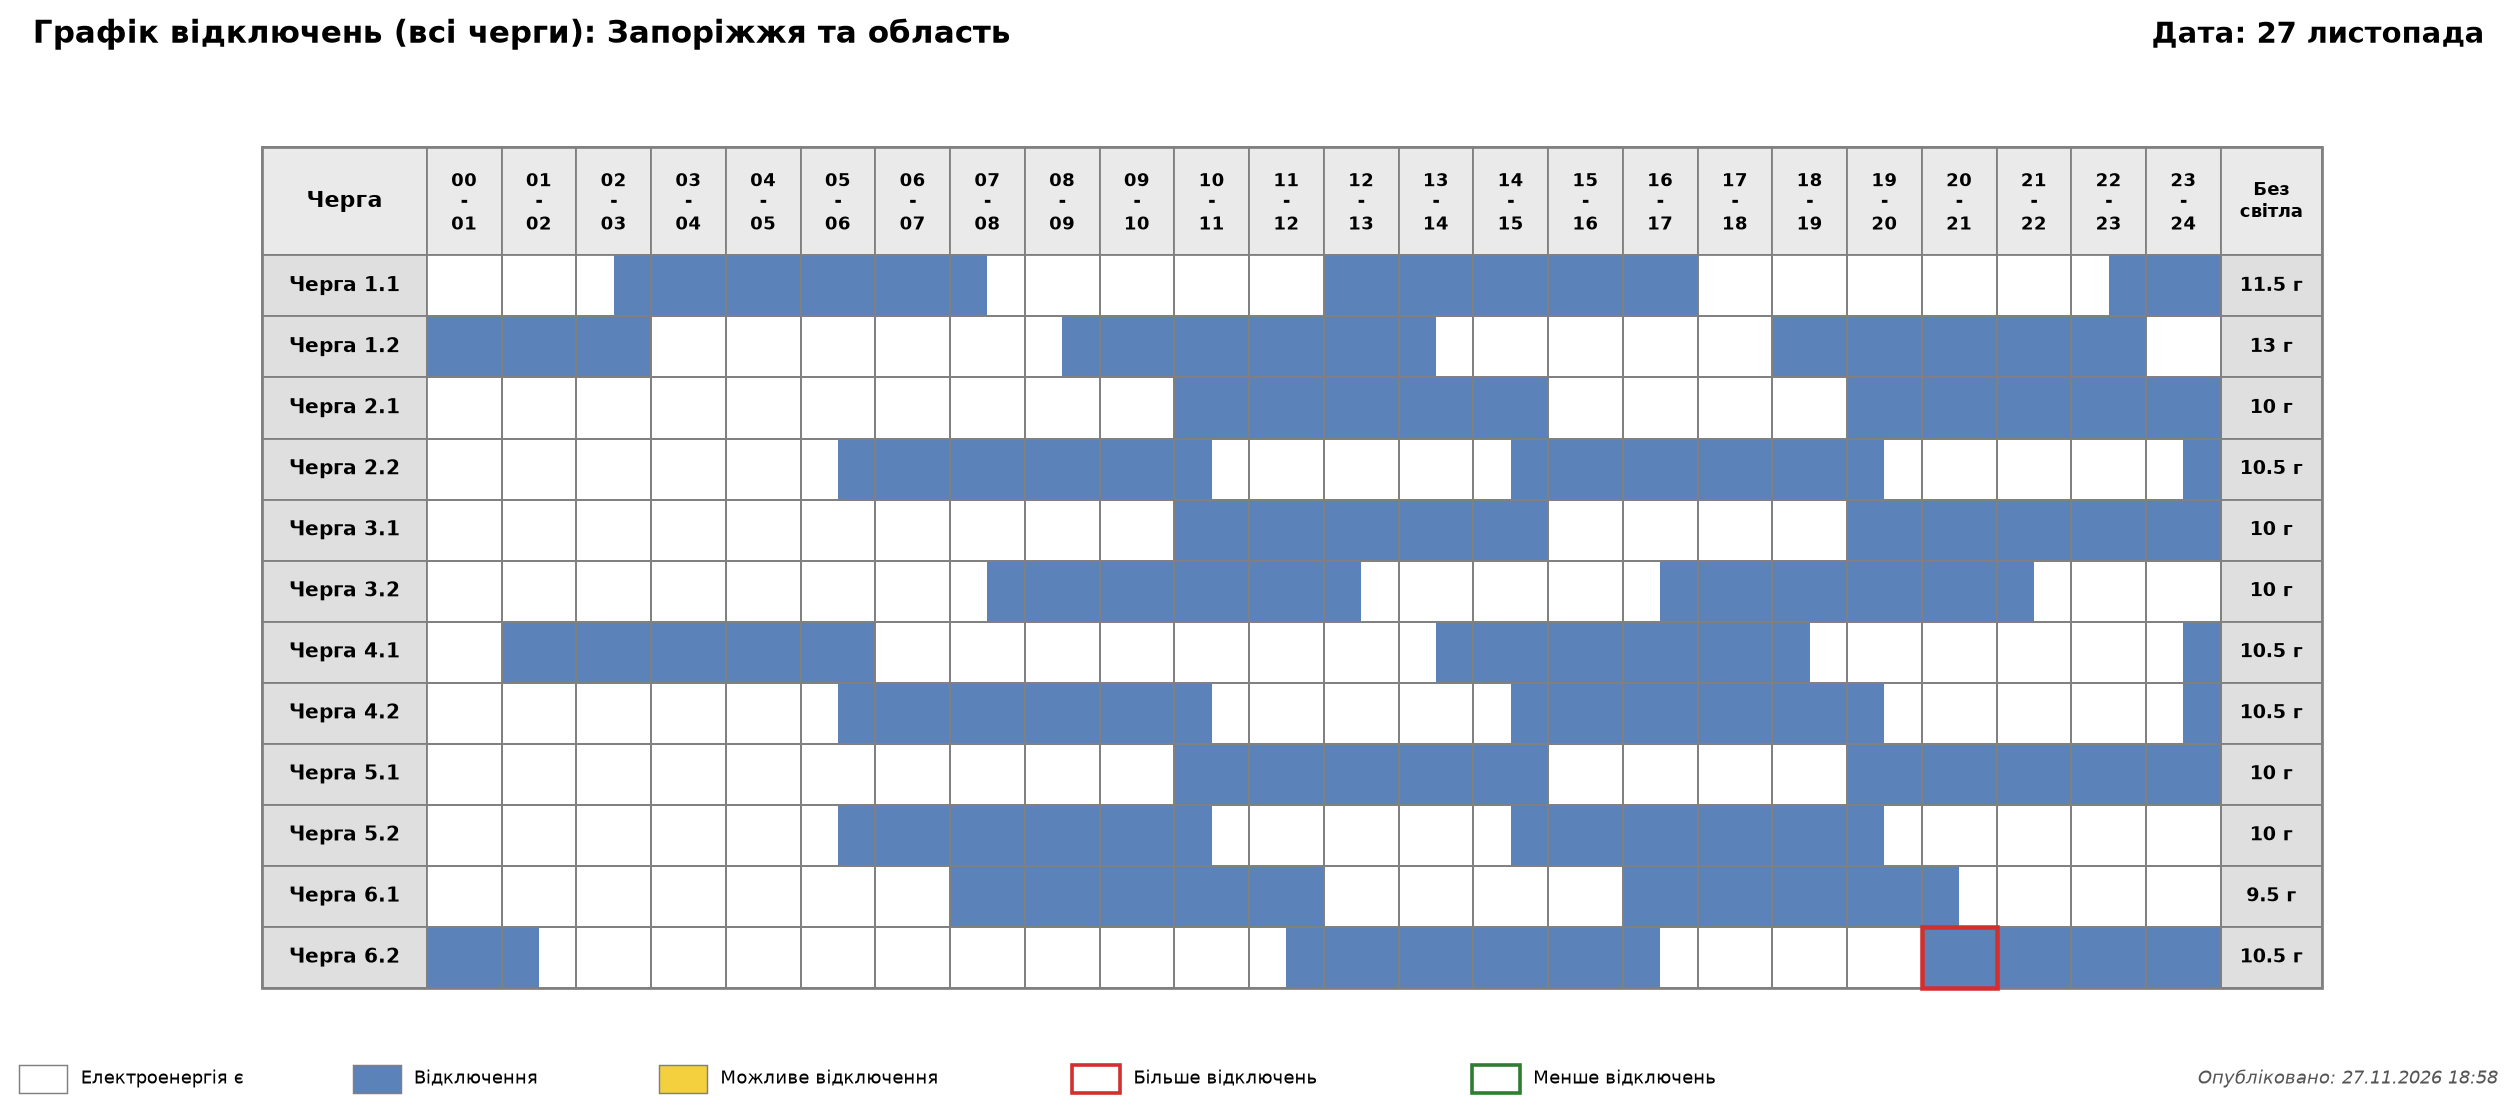 Графік відключень (всі черги): Запоріжжя та область
Дата: 27 листопада
Черга 00 - 01 01 - 02 02 - 03 03 - 04 04 - 05 05 - 06 06 - 07 07 - 08 08 - 09 09 - 10 10 - 11 11 - 12 12 - 13 13 - 14 14 - 15 15 - 16 16 - 17 17 - 18 18 - 19 19 - 20 20 - 21 21 - 22 22 - 23 23 - 24 Без світла
Черга 1.1 11.5 г
Черга 1.2 13 г
Черга 2.1 10 г
Черга 2.2 10.5 г
Черга 3.1 10 г
Черга 3.2 10 г
Черга 4.1 10.5 г
Черга 4.2 10.5 г
Черга 5.1 10 г
Черга 5.2 10 г
Черга 6.1 9.5 г
Черга 6.2 10.5 г
Електроенергія є
Відключення
Можливе відключення
Більше відключень
Менше відключень
Опубліковано: 27.11.2026 18:58